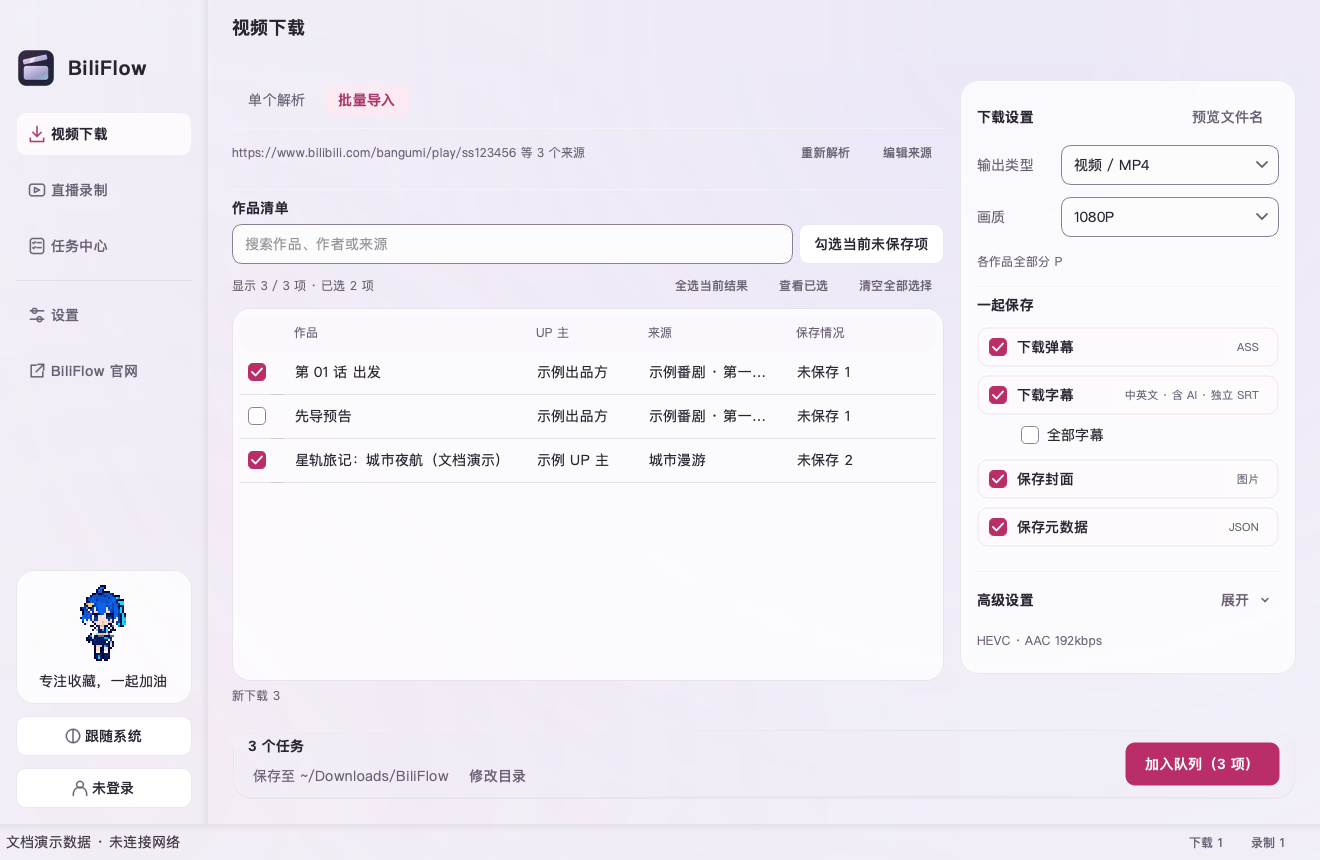 BiliFlow
视频下载
直播录制
任务中心
设置
BiliFlow 官网
专注收藏，一起加油
跟随系统
未登录
视频下载
单个解析 批量导入
https://www.bilibili.com/bangumi/play/ss123456 等 3 个来源 重新解析 编辑来源
作品清单
搜索作品、作者或来源 勾选当前未保存项
显示 3 / 3 项 · 已选 2 项 全选当前结果 查看已选 清空全部选择
作品 UP 主 来源 保存情况
第 01 话 出发 示例出品方 示例番剧 · 第一… 未保存 1
先导预告 示例出品方 示例番剧 · 第一… 未保存 1
星轨旅记：城市夜航（文档演示） 示例 UP 主 城市漫游 未保存 2
新下载 3
3 个任务
保存至 ~/Downloads/BiliFlow 修改目录
加入队列（3 项）
下载设置 预览文件名
输出类型 视频 / MP4
画质 1080P
各作品全部分 P
一起保存
下载弹幕 ASS
下载字幕 中英文 · 含 AI · 独立 SRT
全部字幕
保存封面 图片
保存元数据 JSON
高级设置 展开
HEVC · AAC 192kbps
文档演示数据 · 未连接网络 下载 1 录制 1